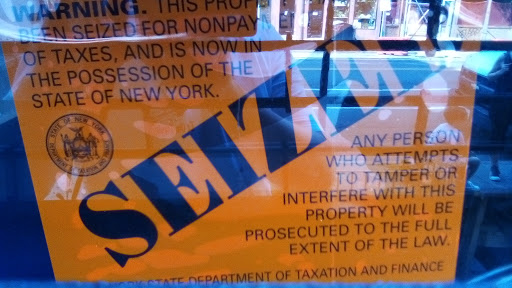 WARNING. THIS PROP
BEEN SEIZED FOR NONPAY
OF TAXES, AND IS NOW IN
THE POSSESSION OF THE
STATE OF NEW YORK.
SEIZE
ANY PERSON
WHO ATTEMPTS
TO TAMPER OR
INTERFERE WITH THIS
PROPERTY WILL BE
PROSECUTED TO THE FULL
EXTENT OF THE LAW.
YORK STATE DEPARTMENT OF TAXATION AND FINANCE